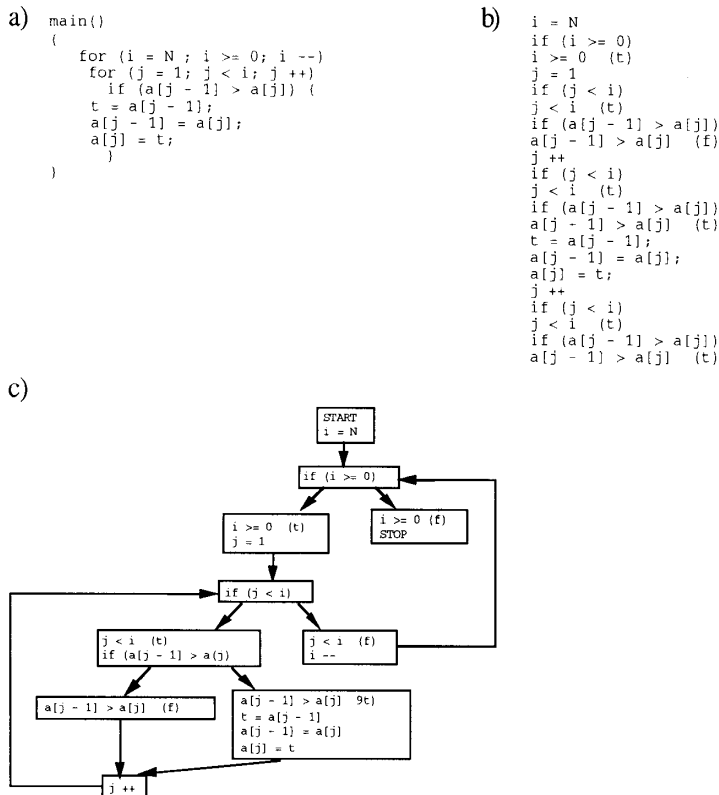 a)
main()
{
for (i = N ; i >= 0; i --)
for (j = 1; j < i; j ++)
if (a[j - 1] > a[j]) {
t = a[j - 1];
a[j - 1] = a[j];
a[j] = t;
}
}
b)
i = N
if (i >= 0)
i >= 0 (t)
j = 1
if (j < i)
j < i (t)
if (a[j - 1] > a[j])
a[j - 1] > a[j] (f)
j ++
if (j < i)
j < i (t)
if (a[j - 1] > a[j])
a[j - 1] > a[j] (t)
t = a[j - 1];
a[j - 1] = a[j];
a[j] = t;
j ++
if (j < i)
j < i (t)
if (a[j - 1] > a[j])
a[j - 1] > a[j] (t)
c)
START
i = N
if (i >= 0)
i >= 0 (t)
j = 1
i >= 0 (f)
STOP
if (j < i)
j < i (t)
if (a[j - 1] > a(j)
j < i (f)
i --
a[j - 1] > a[j] (f)
a[j - 1] > a[j] 9t)
t = a[j - 1]
a[j - 1} = a[j]
a[j] = t
j ++